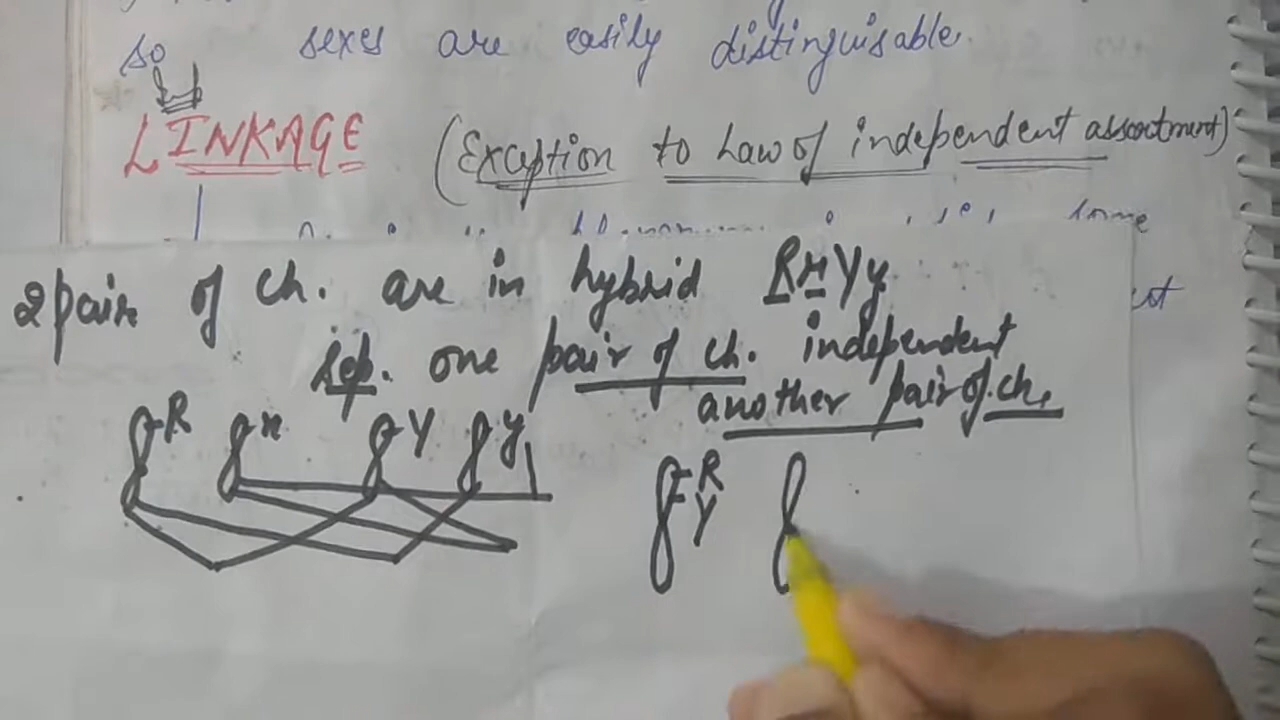 so sexes are easily distinguisable.
LINKAGE (Exception to Law of independent assortment)
some
2 pair of ch. are in hybrid RrYy
sep. one pair of ch. independent
another pair of ch.
R r Y y
R
Y